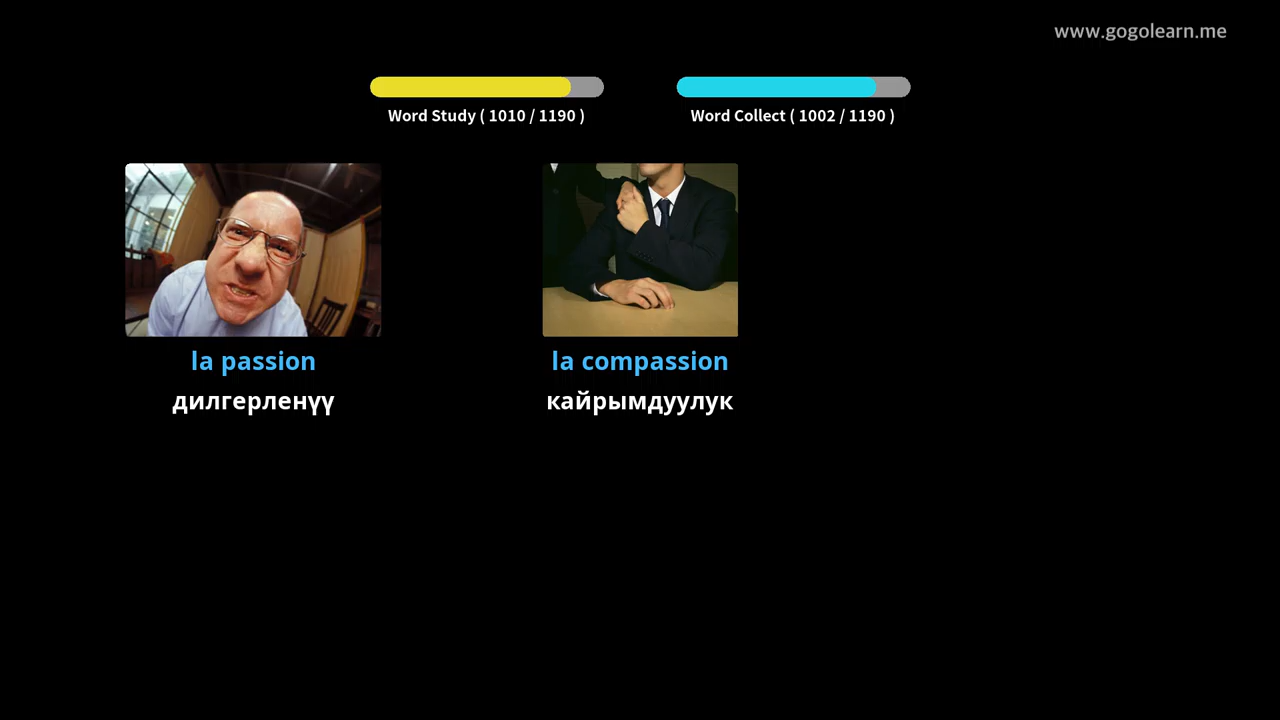 www.gogolearn.me
Word Study ( 1010 / 1190 )
Word Collect ( 1002 / 1190 )
la passion
la compassion
дилгерленүү
кайрымдуулук